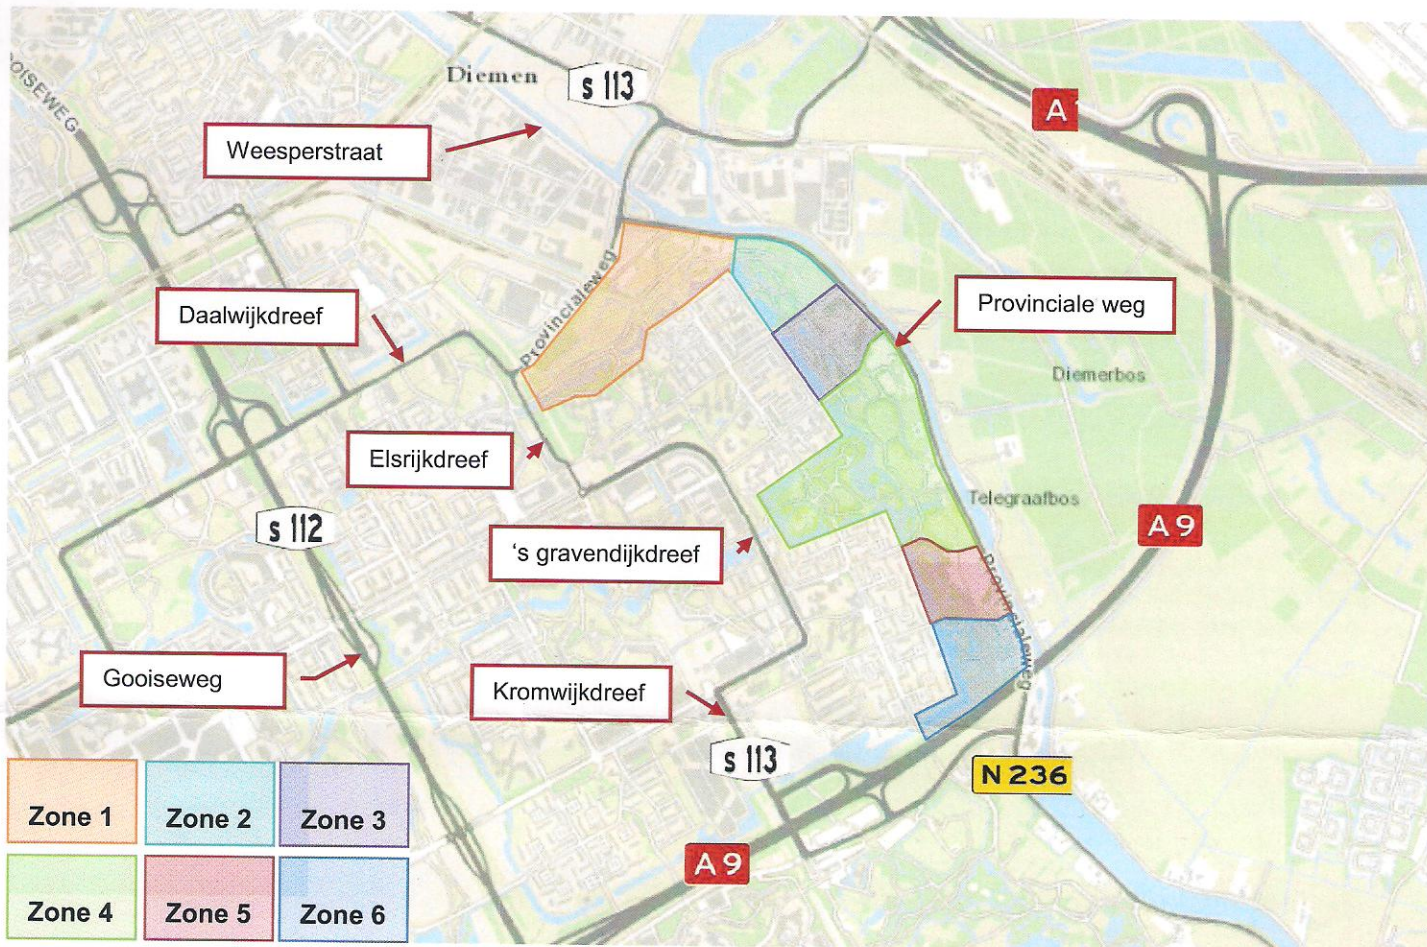 OOISEWEG
Diemen
s 113
A
Weesperstraat
Provincialeweg
Daalwijkdreef
Provinciale weg
Diemerbos
Elsrijkdreef
Telegraafbos
A 9
s 112
's gravendijkdreef
Provincialeweg
Gooiseweg
Kromwijkdreef
s 113
N 236
A 9
Zone 1
Zone 2
Zone 3
Zone 4
Zone 5
Zone 6